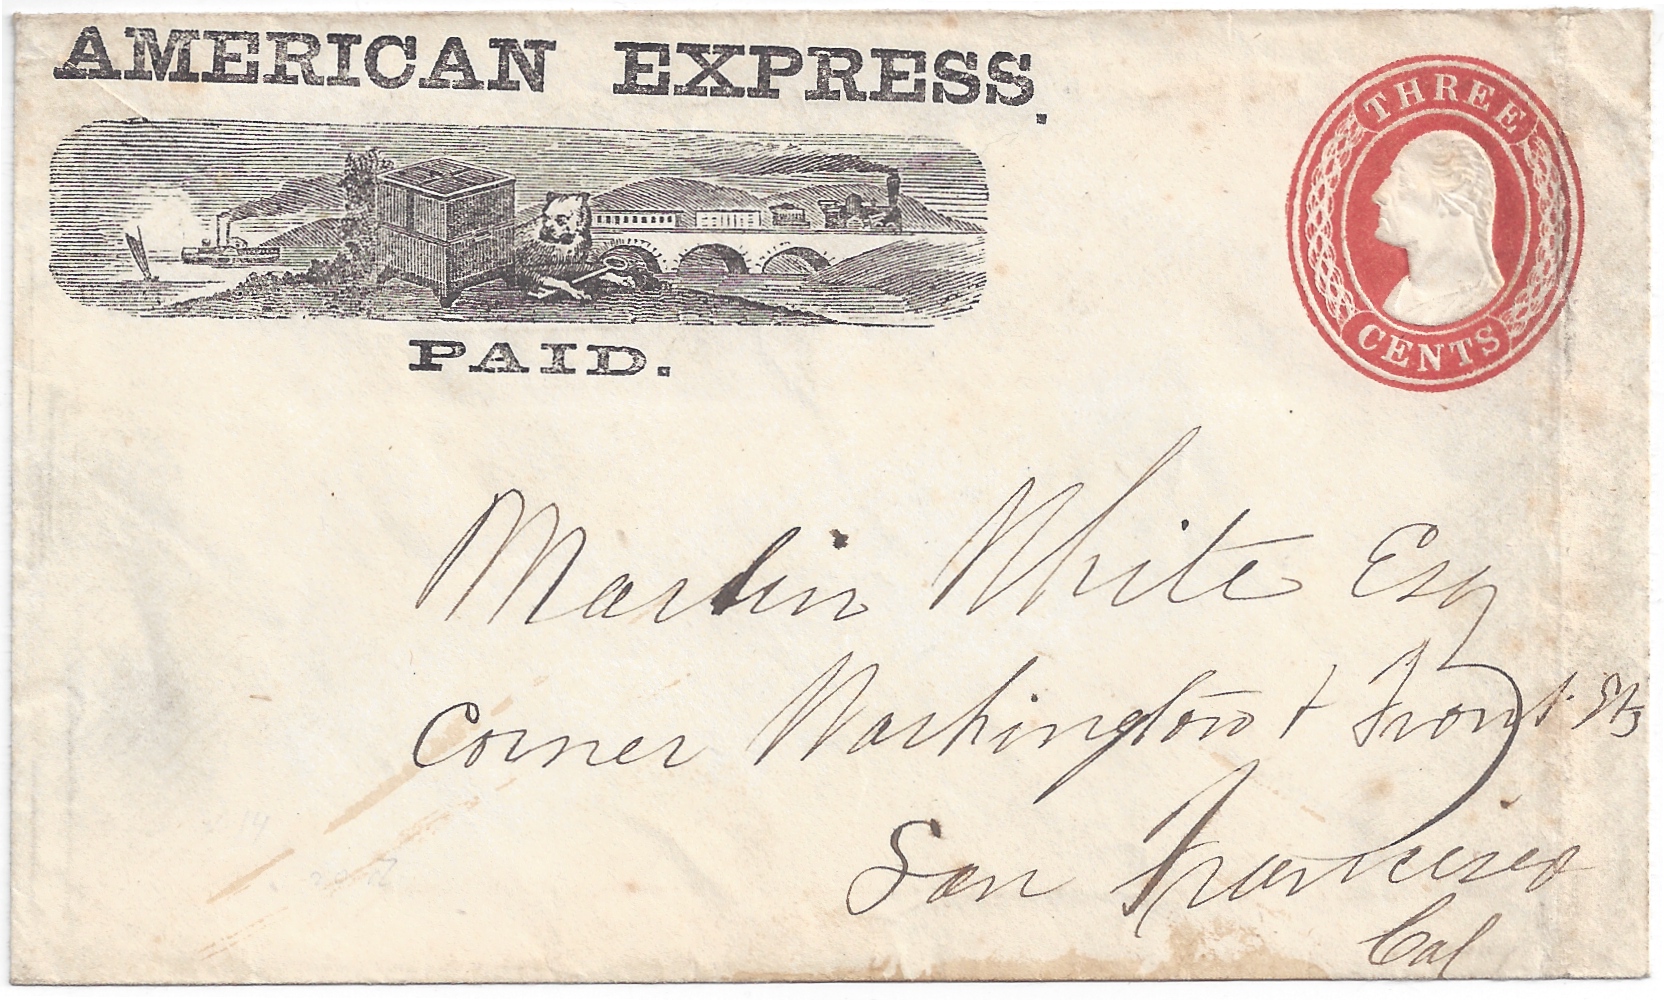 AMERICAN EXPRESS.
PAID.
THREE
CENTS
Martin White Esq
Corner Washington & Front Sts
San Francisco
Cal